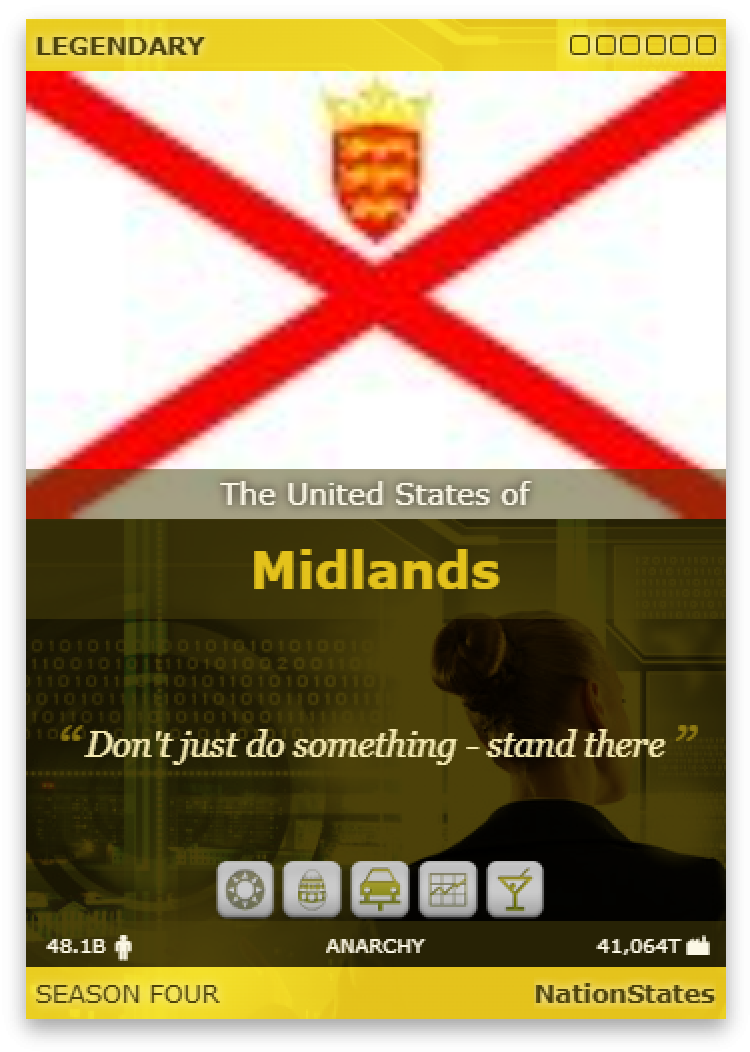 LEGENDARY
The United States of
Midlands
“Don't just do something - stand there”
48.1B ANARCHY 41,064T
SEASON FOUR NationStates